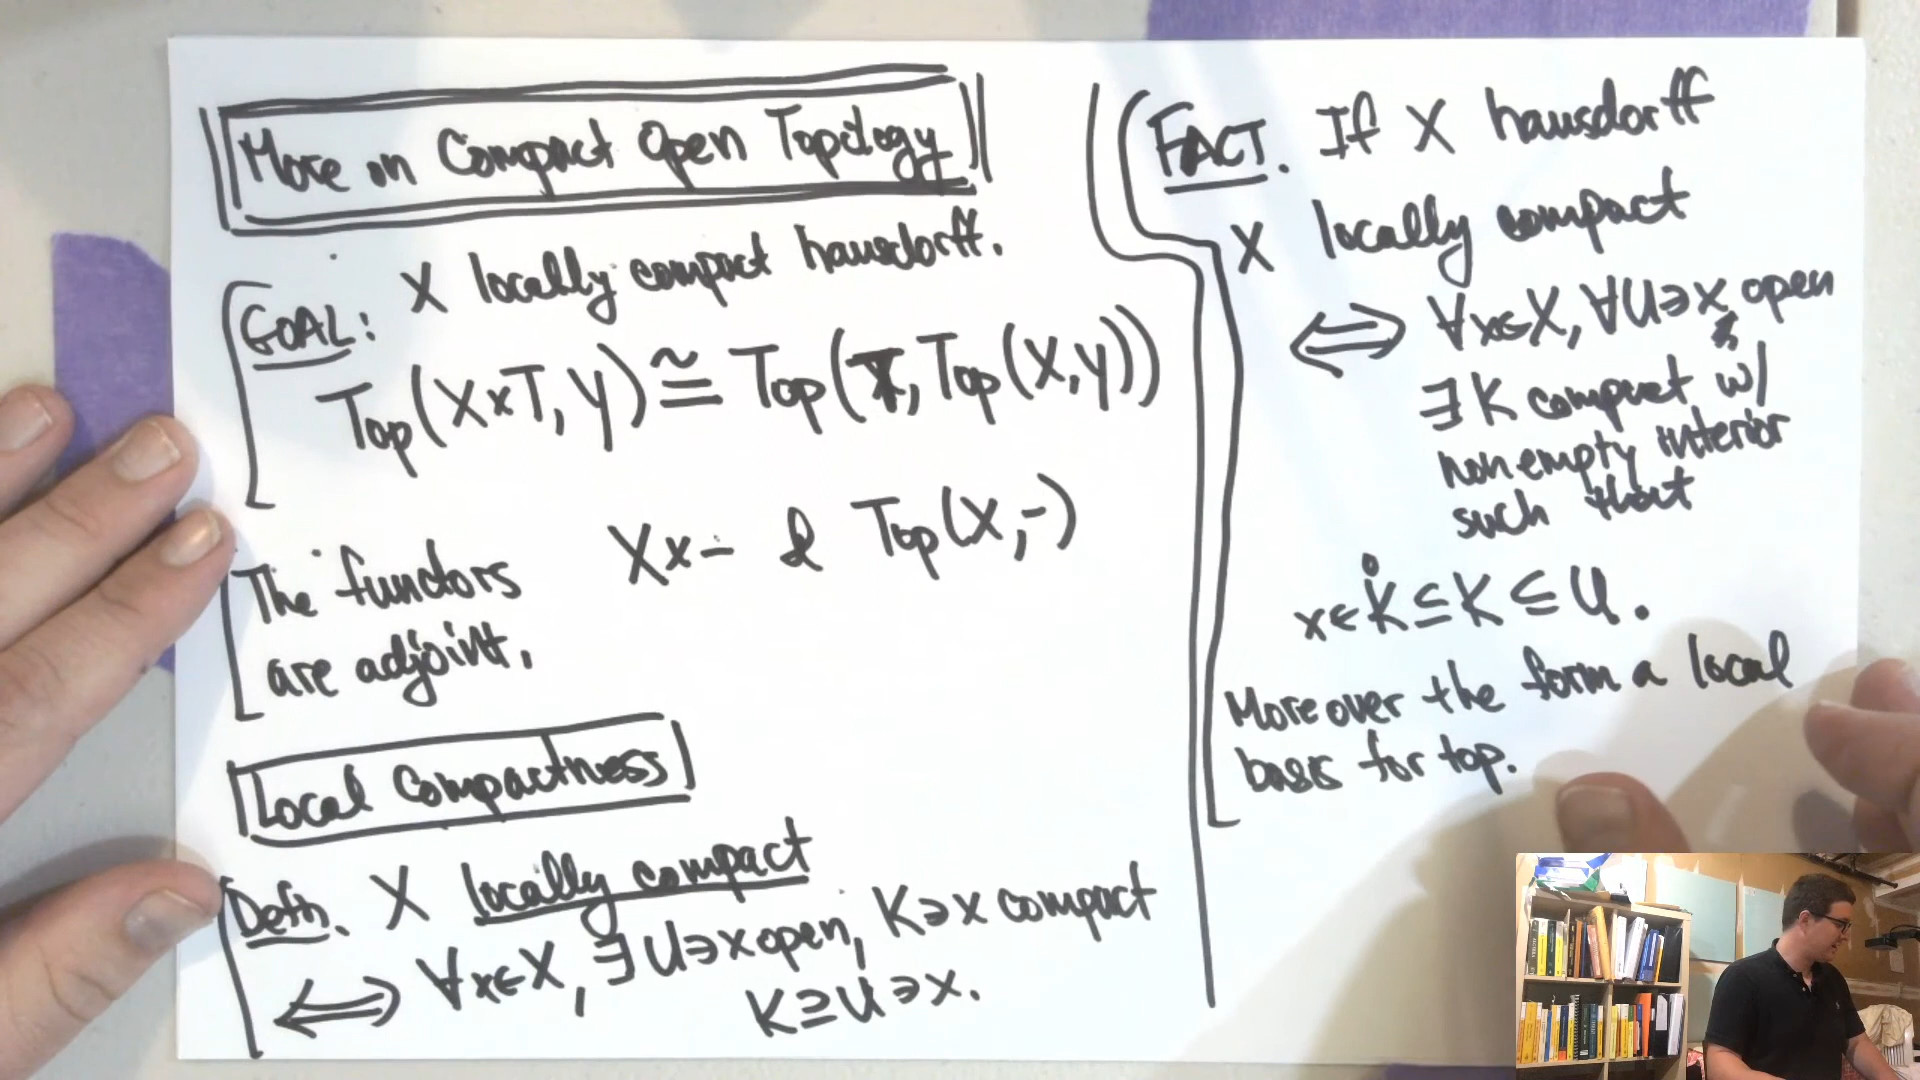 More on Compact Open Topology
GOAL: X locally compact hausdorff.
Top(X×T, Y) ≅ Top(T, Top(X,Y))
The functors X×- & Top(X,-)
are adjoint.
Local Compactness
Defn. X locally compact
⟺ ∀x∈X, ∃U∋x open, K∋x compact
K⊇U∋x.
FACT. If X hausdorff
X locally compact
⟺ ∀x∈X, ∀U∋x open
∃K compact w/
nonempty interior
such that
x∈K̊⊆K⊆U.
Moreover the form a local
basis for top.